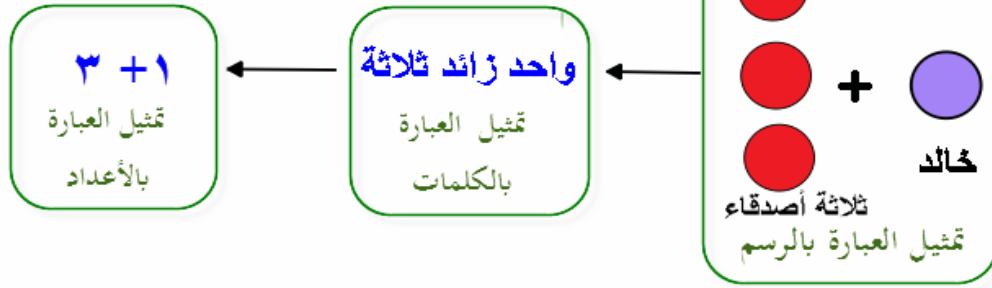 +
خالد
ثلاثة أصدقاء
تمثيل العبارة بالرسم
واحد زائد ثلاثة
تمثيل العبارة
بالكلمات
١+ ٣
تمثيل العبارة
بالأعداد